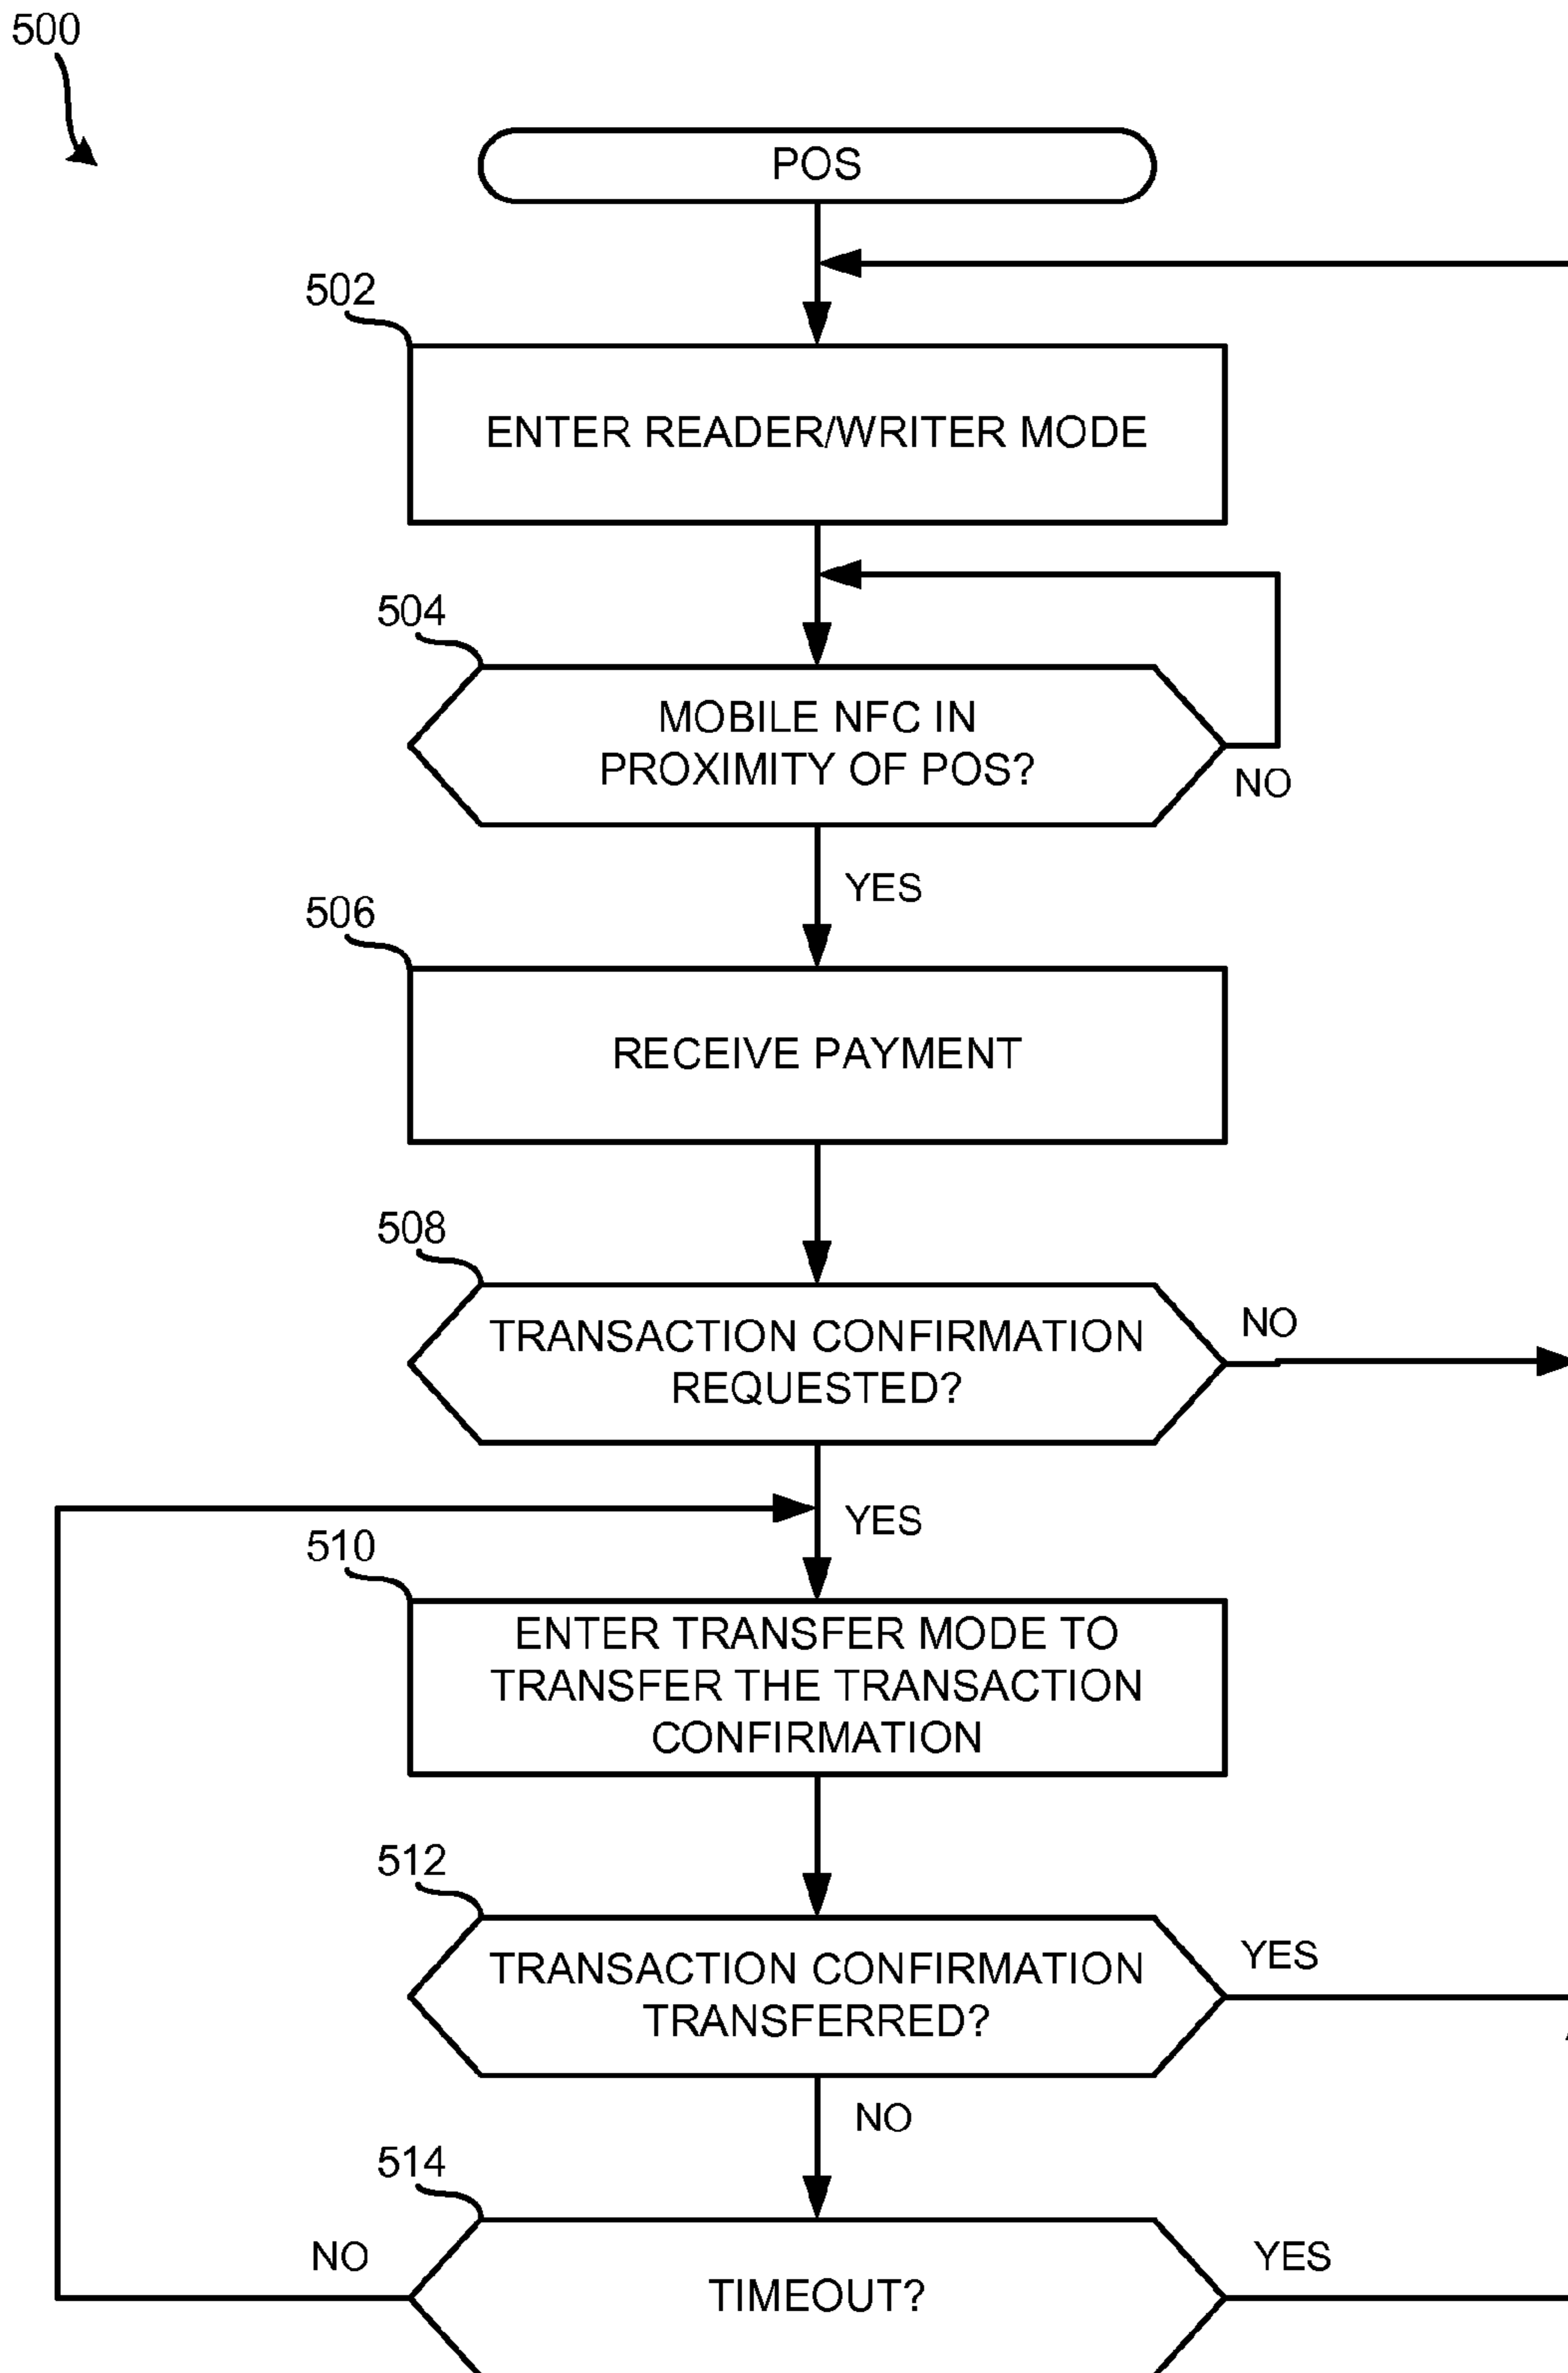 500
POS
502
ENTER READER/WRITER MODE
504
MOBILE NFC IN
PROXIMITY OF POS?
NO
YES
506
RECEIVE PAYMENT
508
TRANSACTION CONFIRMATION
REQUESTED?
NO
YES
510
ENTER TRANSFER MODE TO
TRANSFER THE TRANSACTION
CONFIRMATION
512
TRANSACTION CONFIRMATION
TRANSFERRED?
YES
NO
514
NO
TIMEOUT?
YES